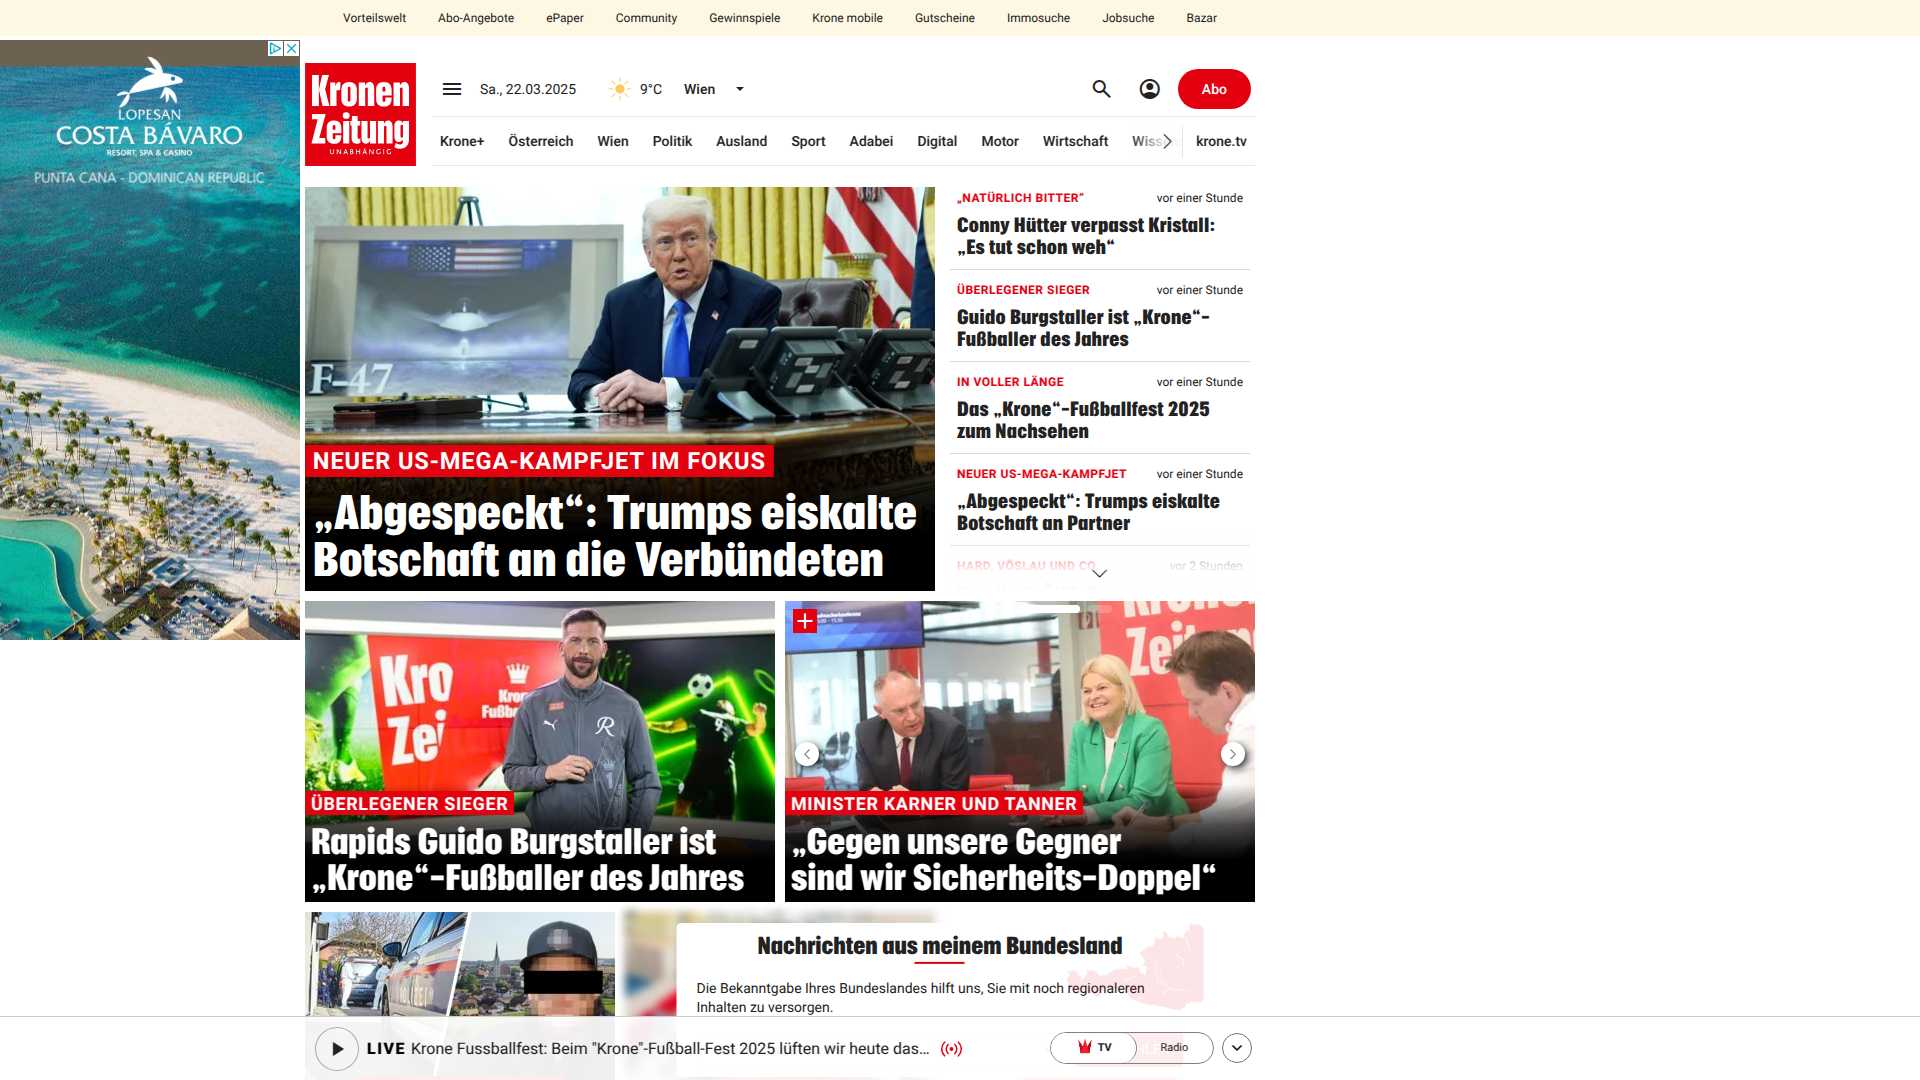 Vorteilswelt Abo-Angebote ePaper Community Gewinnspiele Krone mobile Gutscheine Immosuche Jobsuche Bazar
LOPESAN
COSTA BÁVARO
RESORT, SPA & CASINO
PUNTA CANA - DOMINICAN REPUBLIC
Kronen
Zeitung
UNABHÄNGIG
Sa., 22.03.2025 9°C Wien Abo
Krone+ Österreich Wien Politik Ausland Sport Adabei Digital Motor Wirtschaft Wiss krone.tv
F-47
NEUER US-MEGA-KAMPFJET IM FOKUS
„Abgespeckt“: Trumps eiskalte
Botschaft an die Verbündeten
„NATÜRLICH BITTER“ vor einer Stunde
Conny Hütter verpasst Kristall:
„Es tut schon weh“
ÜBERLEGENER SIEGER vor einer Stunde
Guido Burgstaller ist „Krone“-
Fußballer des Jahres
IN VOLLER LÄNGE vor einer Stunde
Das „Krone“-Fußballfest 2025
zum Nachsehen
NEUER US-MEGA-KAMPFJET vor einer Stunde
„Abgespeckt“: Trumps eiskalte
Botschaft an Partner
HARD, VÖSLAU UND CO. vor 2 Stunden
Kro
Zei
Kron
Fußb
R
ÜBERLEGENER SIEGER
Rapids Guido Burgstaller ist
„Krone“-Fußballer des Jahres
Kronen
Zeitung
MINISTER KARNER UND TANNER
„Gegen unsere Gegner
sind wir Sicherheits-Doppel“
Nachrichten aus meinem Bundesland
Die Bekanntgabe Ihres Bundeslandes hilft uns, Sie mit noch regionaleren
Inhalten zu versorgen.
LIVE Krone Fussballfest: Beim "Krone"-Fußball-Fest 2025 lüften wir heute das... TV Radio